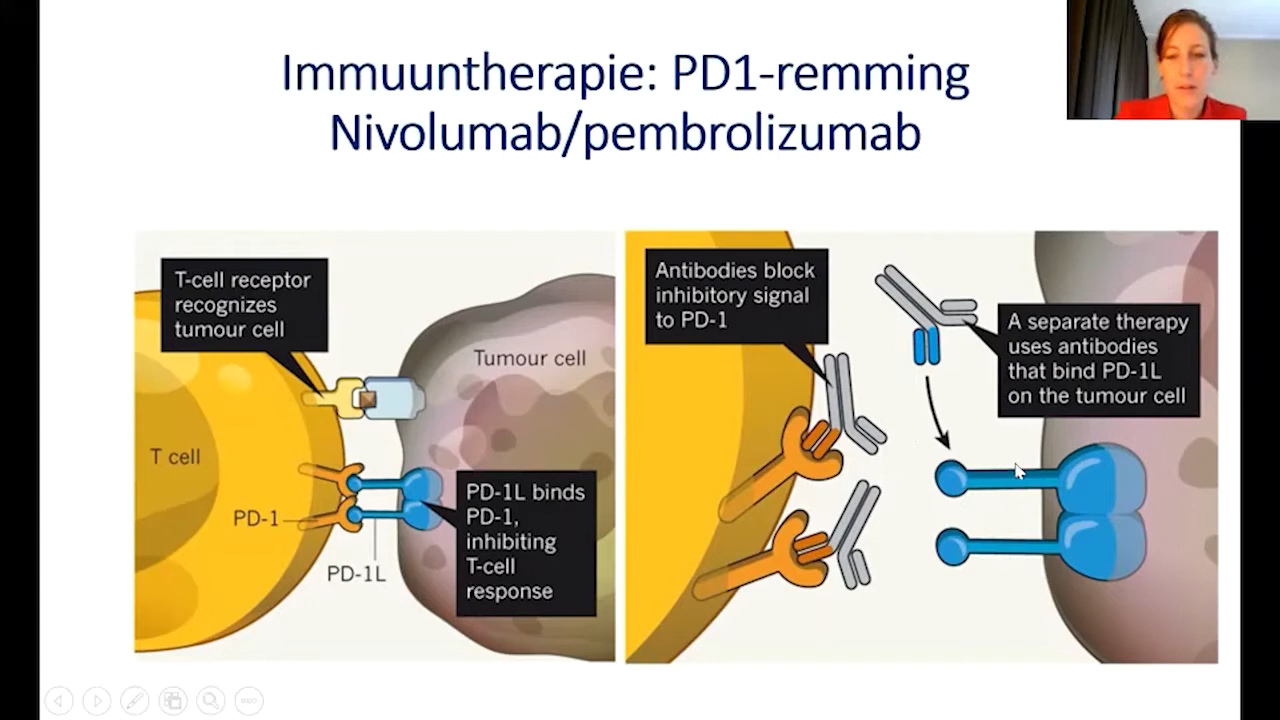 Immuuntherapie: PD1-remming
Nivolumab/pembrolizumab
T-cell receptor
recognizes
tumour cell
Tumour cell
T cell
PD-1
PD-1L
PD-1L binds
PD-1,
inhibiting
T-cell
response
Antibodies block
inhibitory signal
to PD-1
A separate therapy
uses antibodies
that bind PD-1L
on the tumour cell